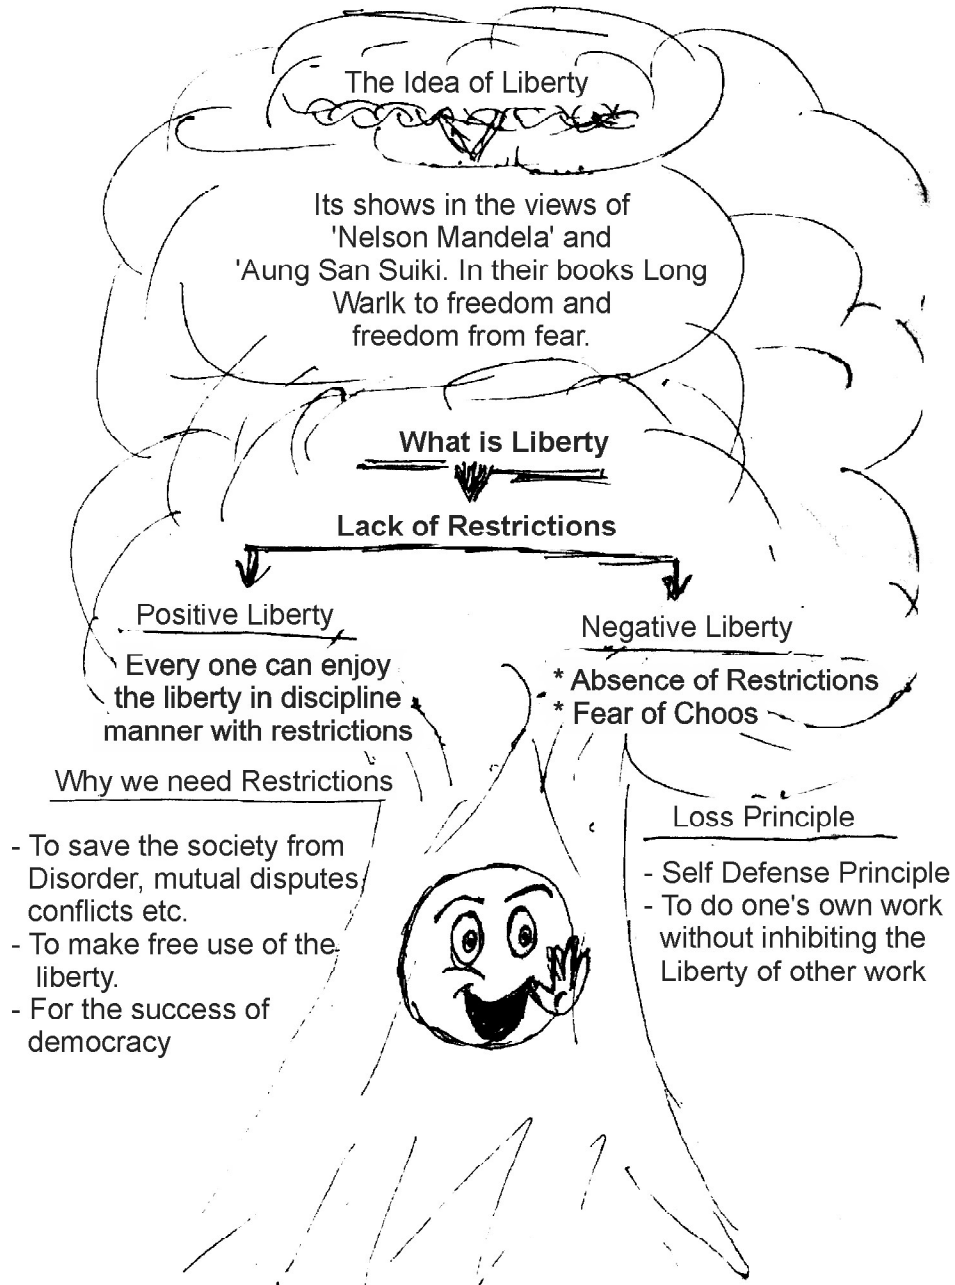 The Idea of Liberty
Its shows in the views of
'Nelson Mandela' and
'Aung San Suiki. In their books Long
Warlk to freedom and
freedom from fear.
What is Liberty
Lack of Restrictions
Positive Liberty
Every one can enjoy
the liberty in discipline
manner with restrictions
Negative Liberty
* Absence of Restrictions
* Fear of Choos
Why we need Restrictions
- To save the society from
Disorder, mutual disputes,
conflicts etc.
- To make free use of the
liberty.
- For the success of
democracy
Loss Principle
- Self Defense Principle
- To do one's own work
without inhibiting the
Liberty of other work